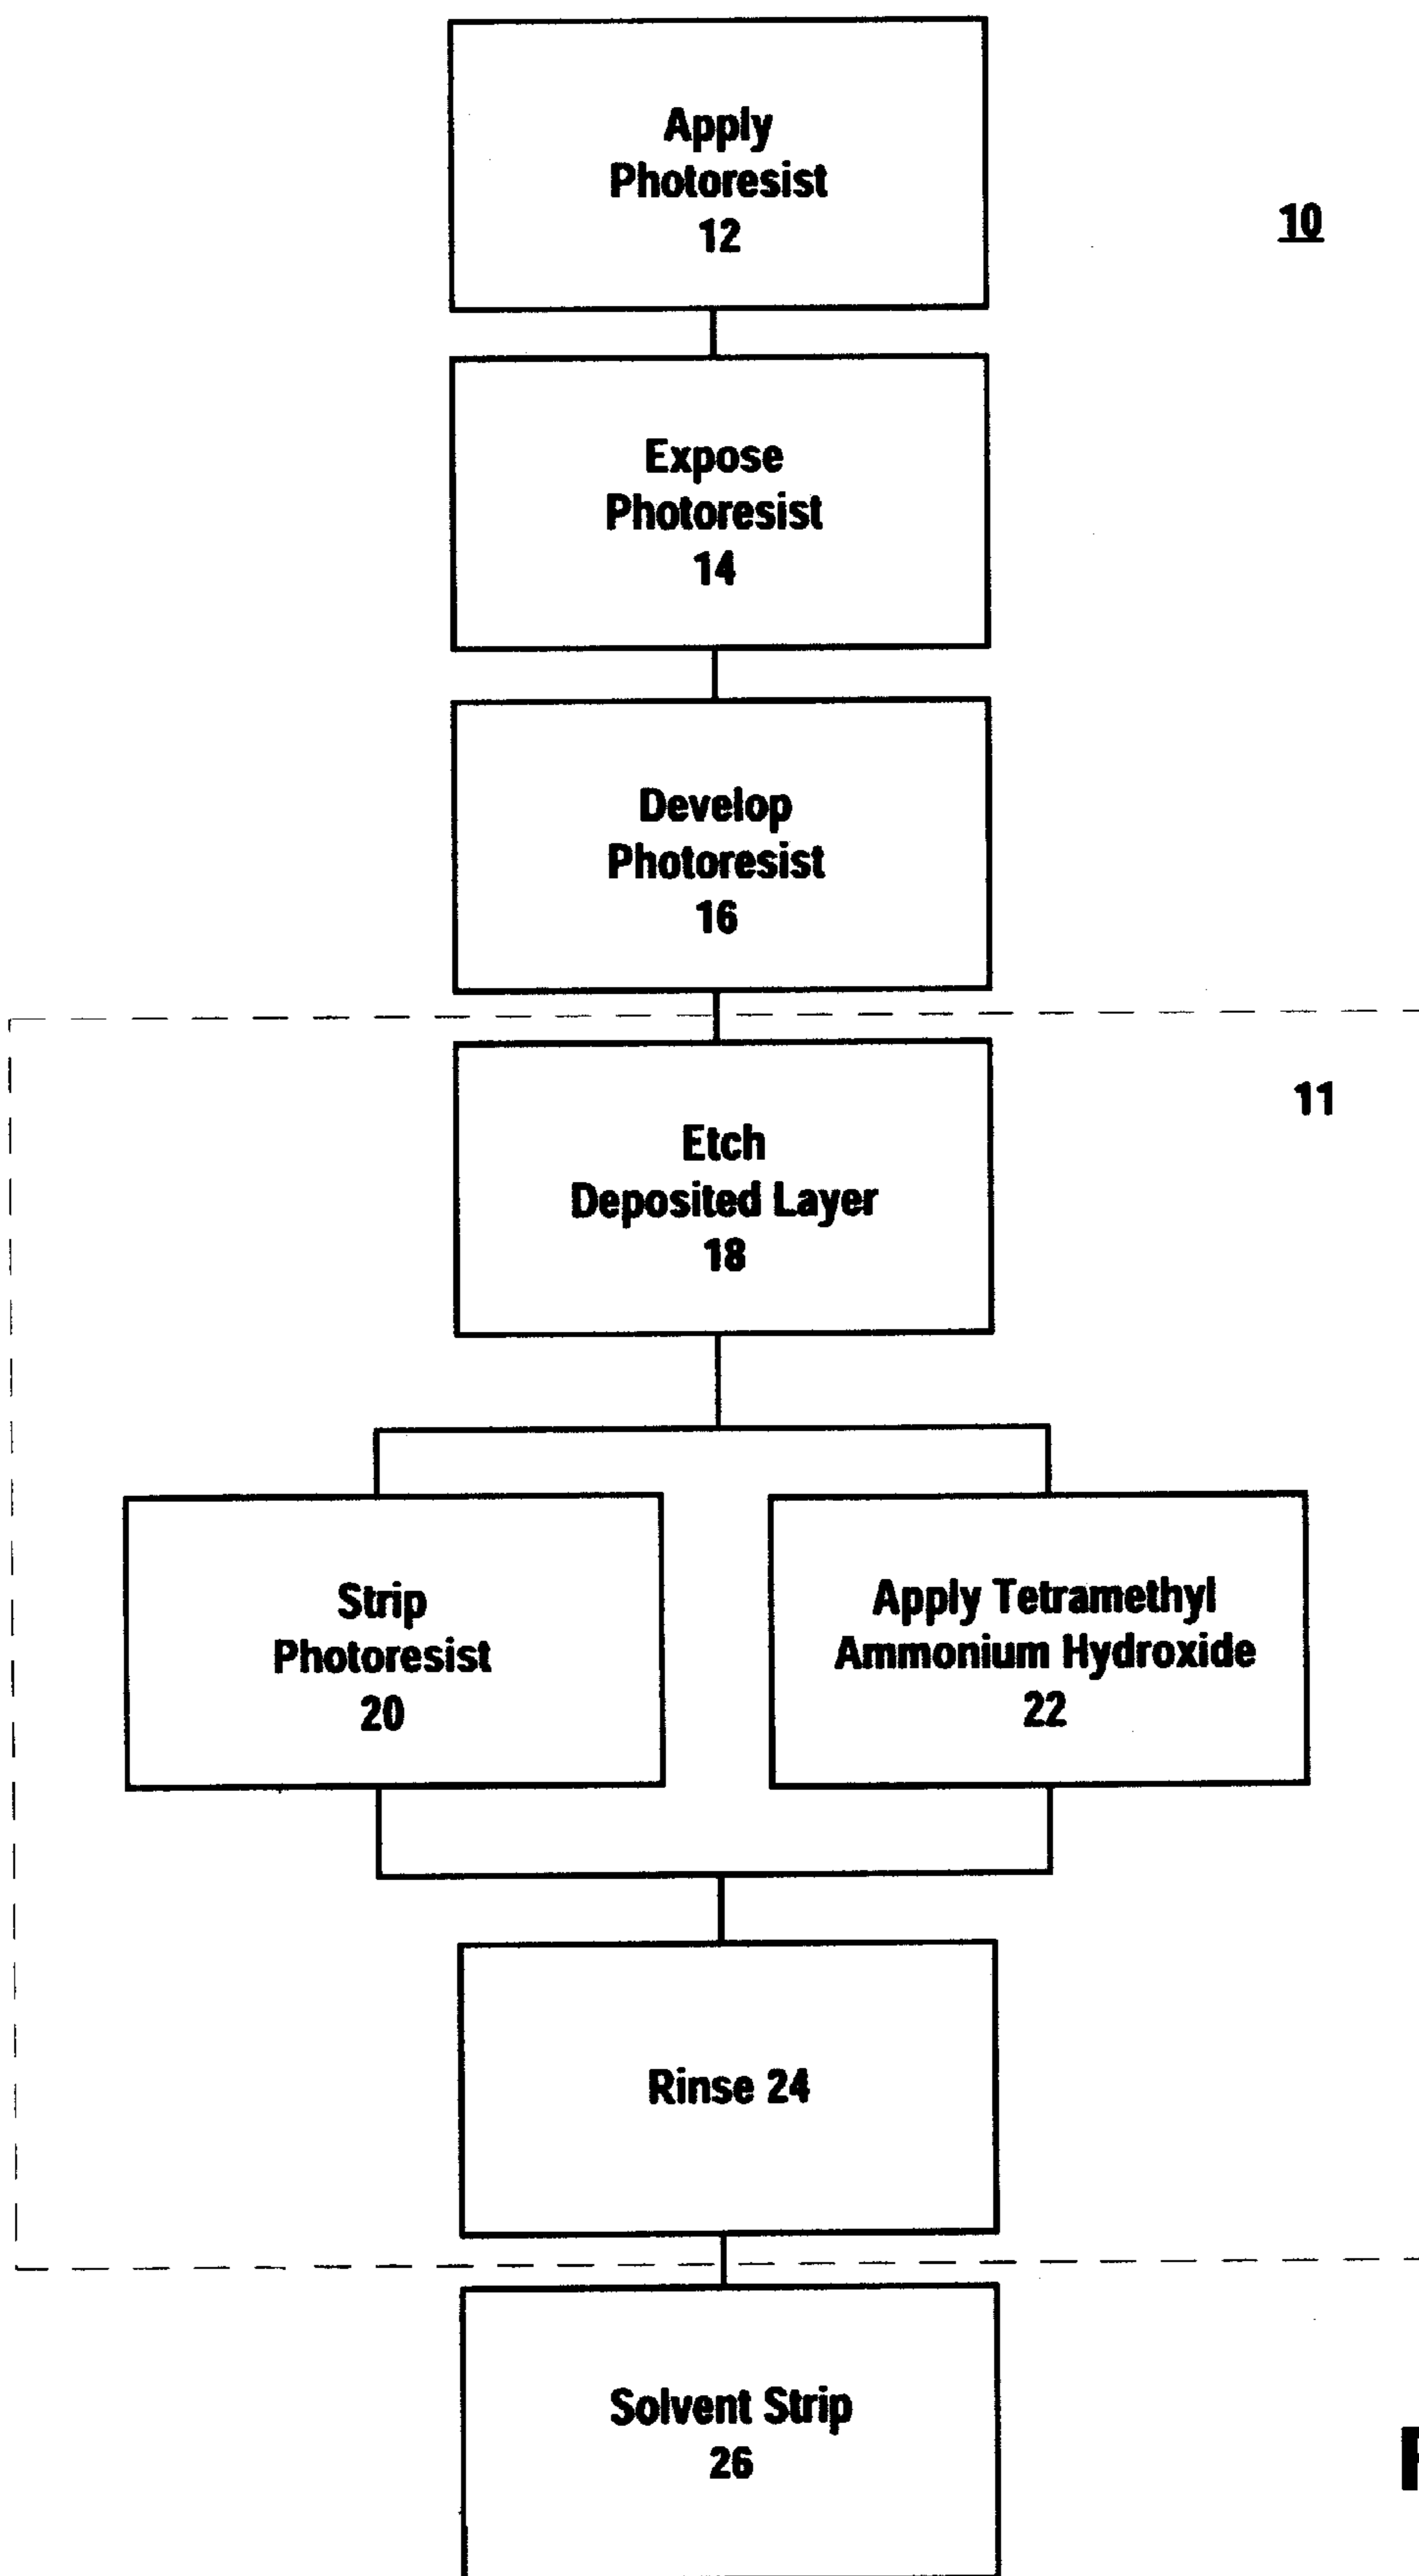 Apply
Photoresist
12
10
Expose
Photoresist
14
Develop
Photoresist
16
11
Etch
Deposited Layer
18
Strip
Photoresist
20
Apply Tetramethyl
Ammonium Hydroxide
22
Rinse 24
Solvent Strip
26